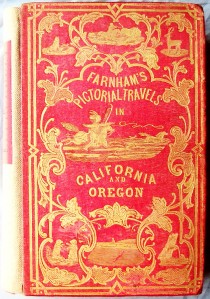 FARNHAM'S
PICTORIAL TRAVELS
IN
CALIFORNIA
AND
OREGON